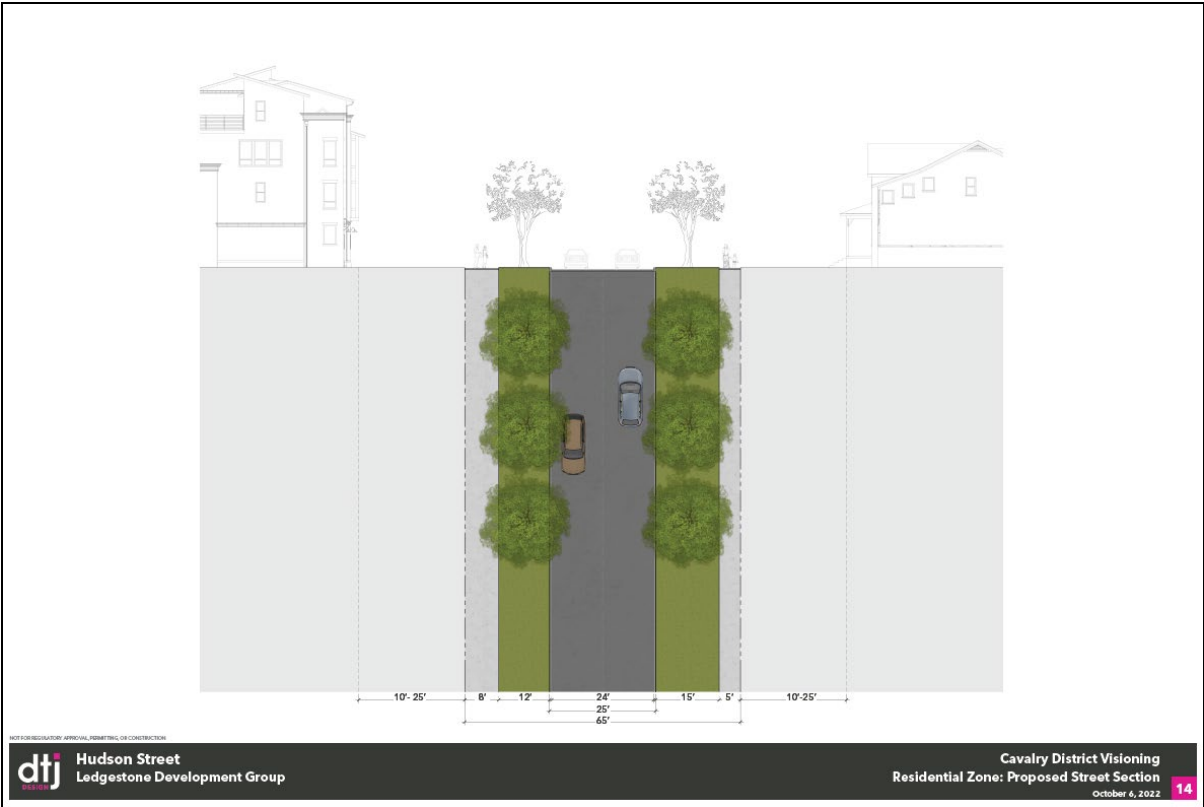 10'- 25'
8'
12'
24'
15'
5'
10'-25'
25'
65'
NOT FOR REGULATORY APPROVAL, PERMITTING, OR CONSTRUCTION
dtj
DESIGN
Hudson Street
Ledgestone Development Group
Cavalry District Visioning
Residential Zone: Proposed Street Section
October 6, 2022
14